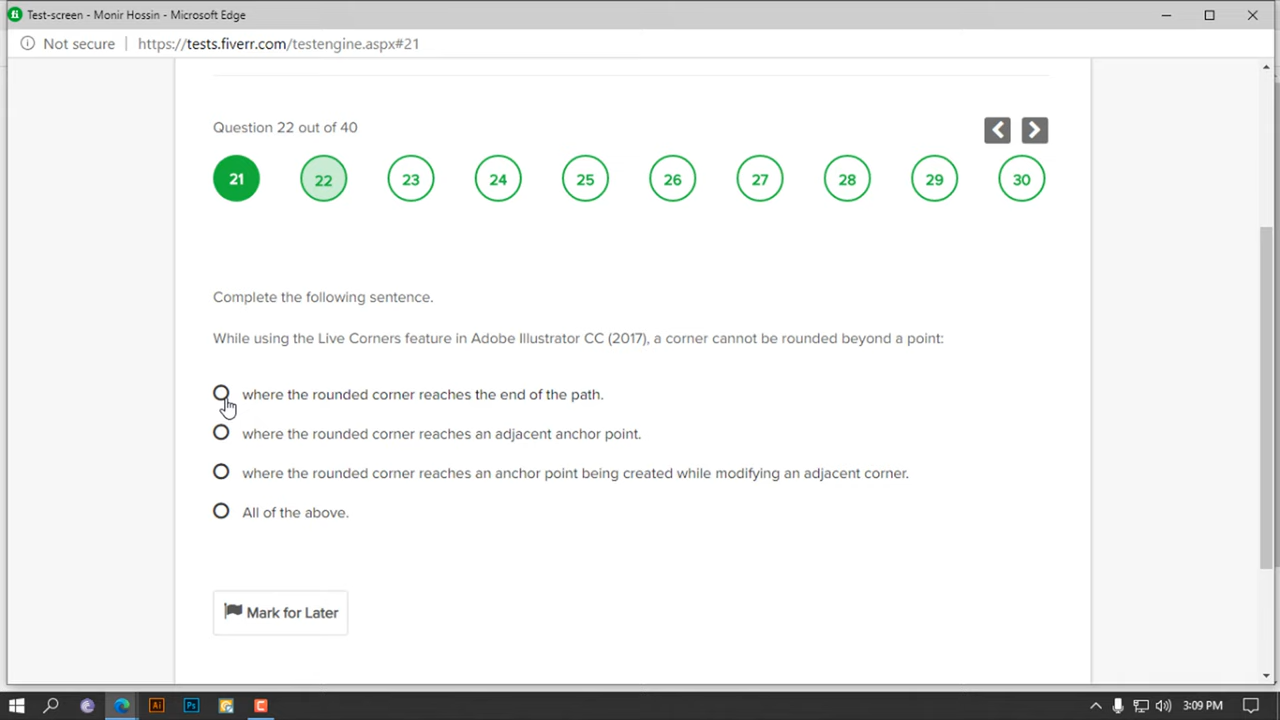 Test-screen - Monir Hossin - Microsoft Edge
Not secure | https://tests.fiverr.com/testengine.aspx#21
Question 22 out of 40
21 22 23 24 25 26 27 28 29 30
Complete the following sentence.
While using the Live Corners feature in Adobe Illustrator CC (2017), a corner cannot be rounded beyond a point:
where the rounded corner reaches the end of the path.
where the rounded corner reaches an adjacent anchor point.
where the rounded corner reaches an anchor point being created while modifying an adjacent corner.
All of the above.
Mark for Later
Ai Ps 3:09 PM